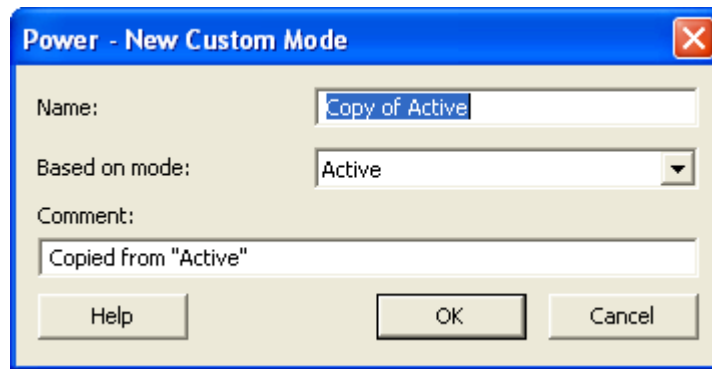 Power - New Custom Mode
Name: Copy of Active
Based on mode: Active
Comment:
Copied from "Active"
Help OK Cancel